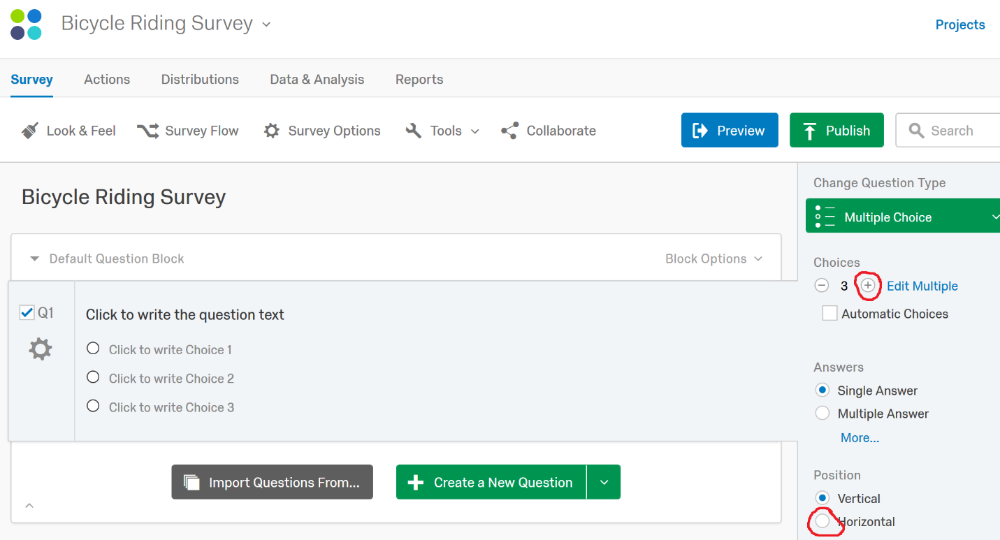 Bicycle Riding Survey
Projects
Survey Actions Distributions Data & Analysis Reports
Look & Feel Survey Flow Survey Options Tools Collaborate Preview Publish Search
Bicycle Riding Survey
Default Question Block Block Options
Q1 Click to write the question text
Click to write Choice 1
Click to write Choice 2
Click to write Choice 3
Import Questions From... Create a New Question
Change Question Type
Multiple Choice
Choices
3 Edit Multiple
Automatic Choices
Answers
Single Answer
Multiple Answer
More...
Position
Vertical
Horizontal